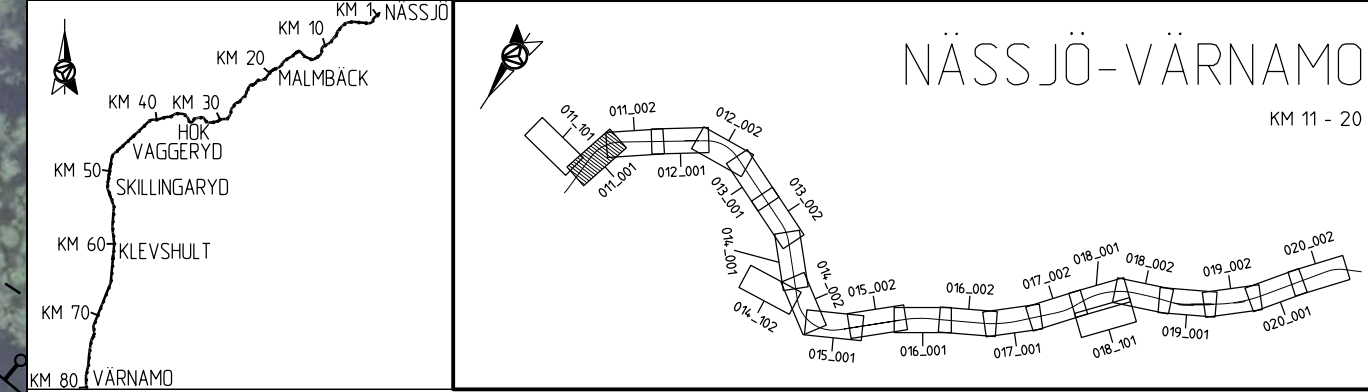 KM 1
NÄSSJÖ
KM 10
KM 20
MALMBÄCK
KM 40
KM 30
HOK
VAGGERYD
KM 50
SKILLINGARYD
KM 60
KLEVSHULT
KM 70
KM 80
VÄRNAMO
NÄSSJÖ-VÄRNAMO
KM 11 - 20
011_101
011_002
011_001
012_001
012_002
013_001
013_002
014_001
014_002
014_102
015_002
015_001
016_002
016_001
017_002
017_001
018_001
018_002
018_101
019_002
019_001
020_002
020_001